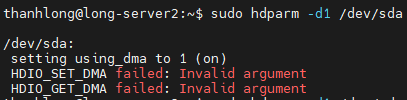 thanhlong@long-server2:~$ sudo hdparm -d1 /dev/sda
/dev/sda:
setting using_dma to 1 (on)
HDIO_SET_DMA failed: Invalid argument
HDIO_GET_DMA failed: Invalid argument